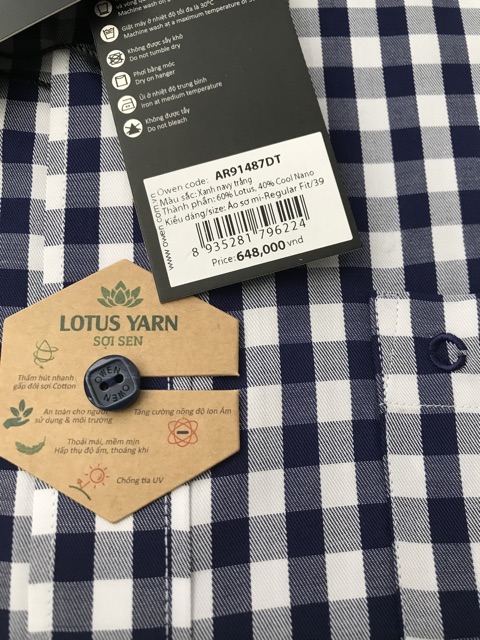 Machine wash on
Giặt máy ở nhiệt độ tối đa là 30°C
Machine wash at a maximum temperature of
Không được sấy khô
Do not tumble dry
Phơi bằng móc
Dry on hanger
Ủi ở nhiệt độ trung bình
Iron at medium temperature
Không được tẩy
Do not bleach
www.owen.com.vn
Owen code: AR91487DT
Màu sắc: Xanh navy trắng
Thành phần: 60% Lotus, 40% Cool Nano
Kiểu dáng/size: Áo sơ mi-Regular Fit/39
8 935281 796224
Price: 648,000 vnd
LOTUS YARN
SỢI SEN
Thấm hút nhanh
gấp đôi sợi Cotton
OWEN
OWEN
An toàn cho người
sử dụng & môi trường
Tăng cường nồng độ Ion Âm
Thoải mái, mềm mịn
Hấp thụ độ ẩm, thoáng khí
Chống tia UV